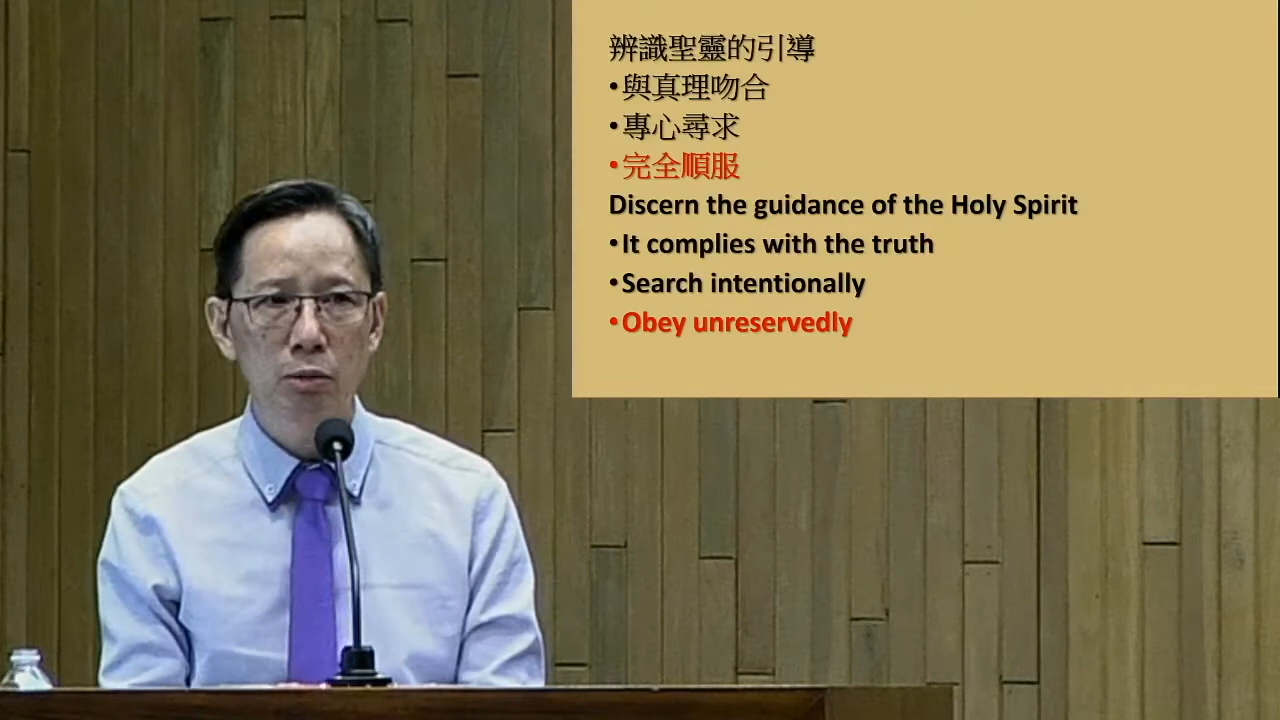 辨識聖靈的引導
•與真理吻合
•專心尋求
•完全順服
Discern the guidance of the Holy Spirit
•It complies with the truth
•Search intentionally
•Obey unreservedly